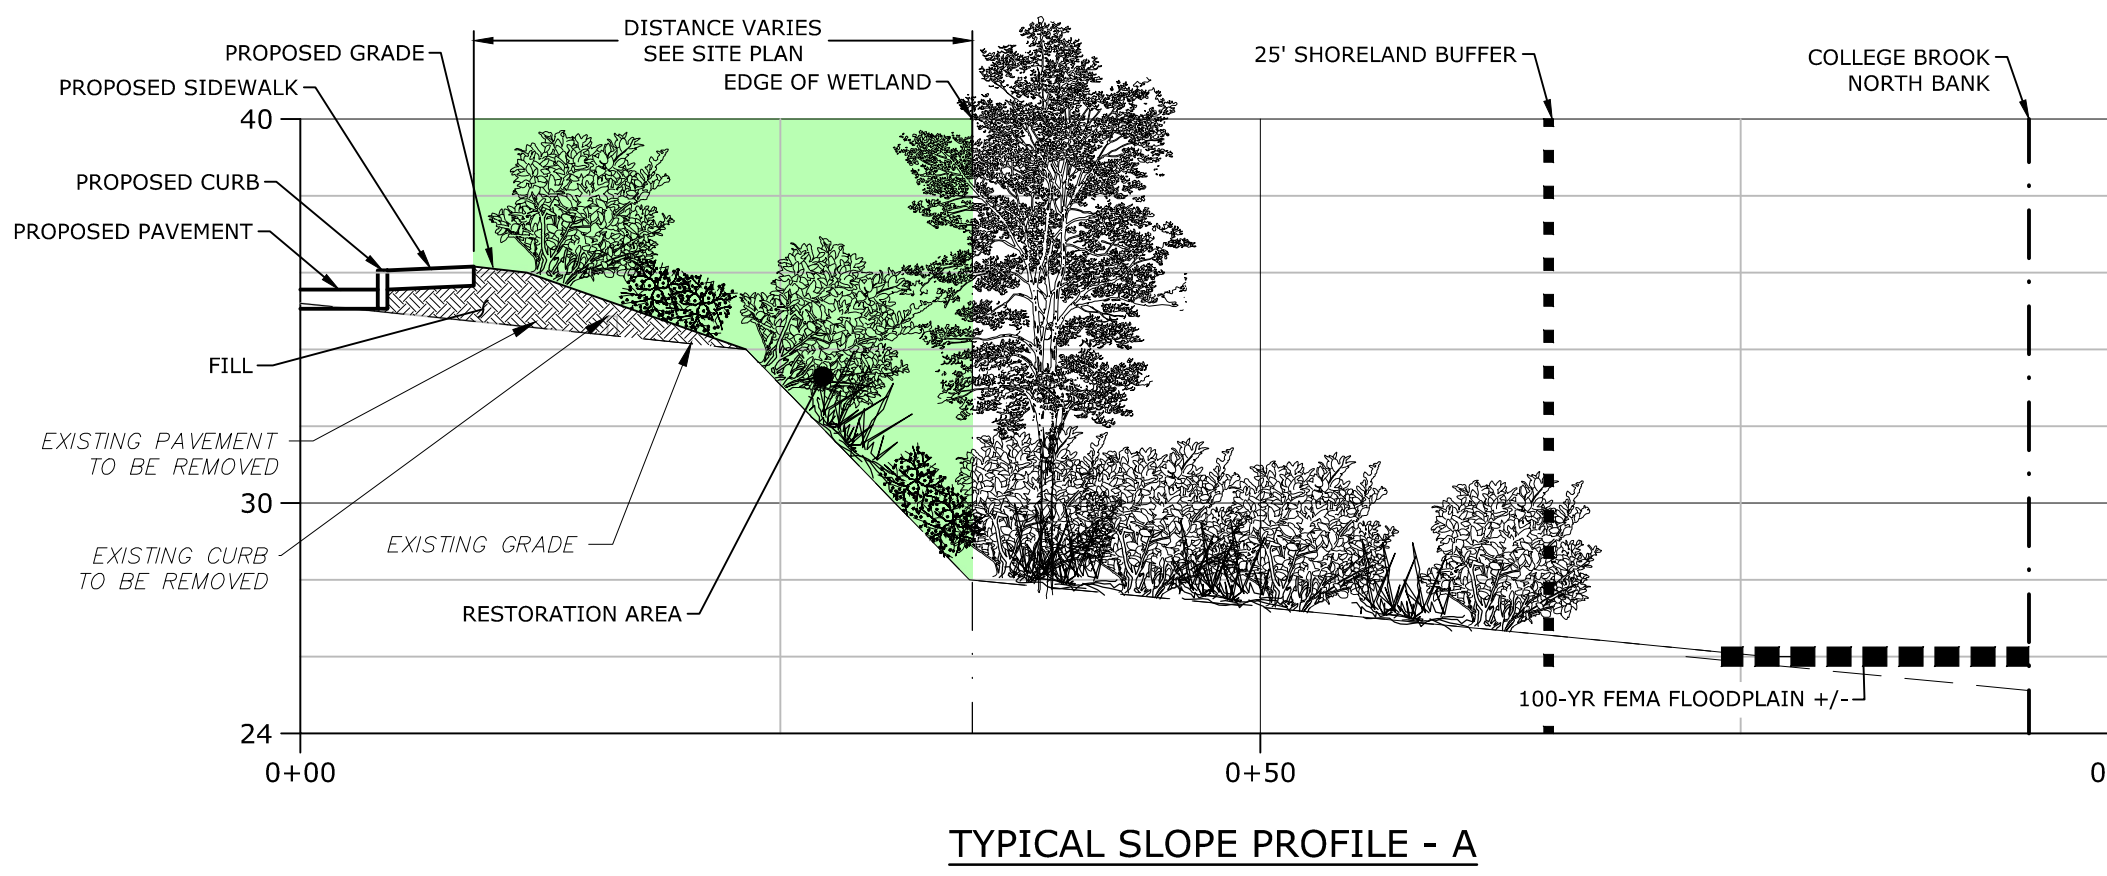 DISTANCE VARIES
SEE SITE PLAN
PROPOSED GRADE
EDGE OF WETLAND
25' SHORELAND BUFFER
COLLEGE BROOK
NORTH BANK
PROPOSED SIDEWALK
40
PROPOSED CURB
PROPOSED PAVEMENT
FILL
EXISTING PAVEMENT
TO BE REMOVED
30
EXISTING CURB
TO BE REMOVED
EXISTING GRADE
RESTORATION AREA
100-YR FEMA FLOODPLAIN +/-
24
0+00
0+50
0
TYPICAL SLOPE PROFILE - A